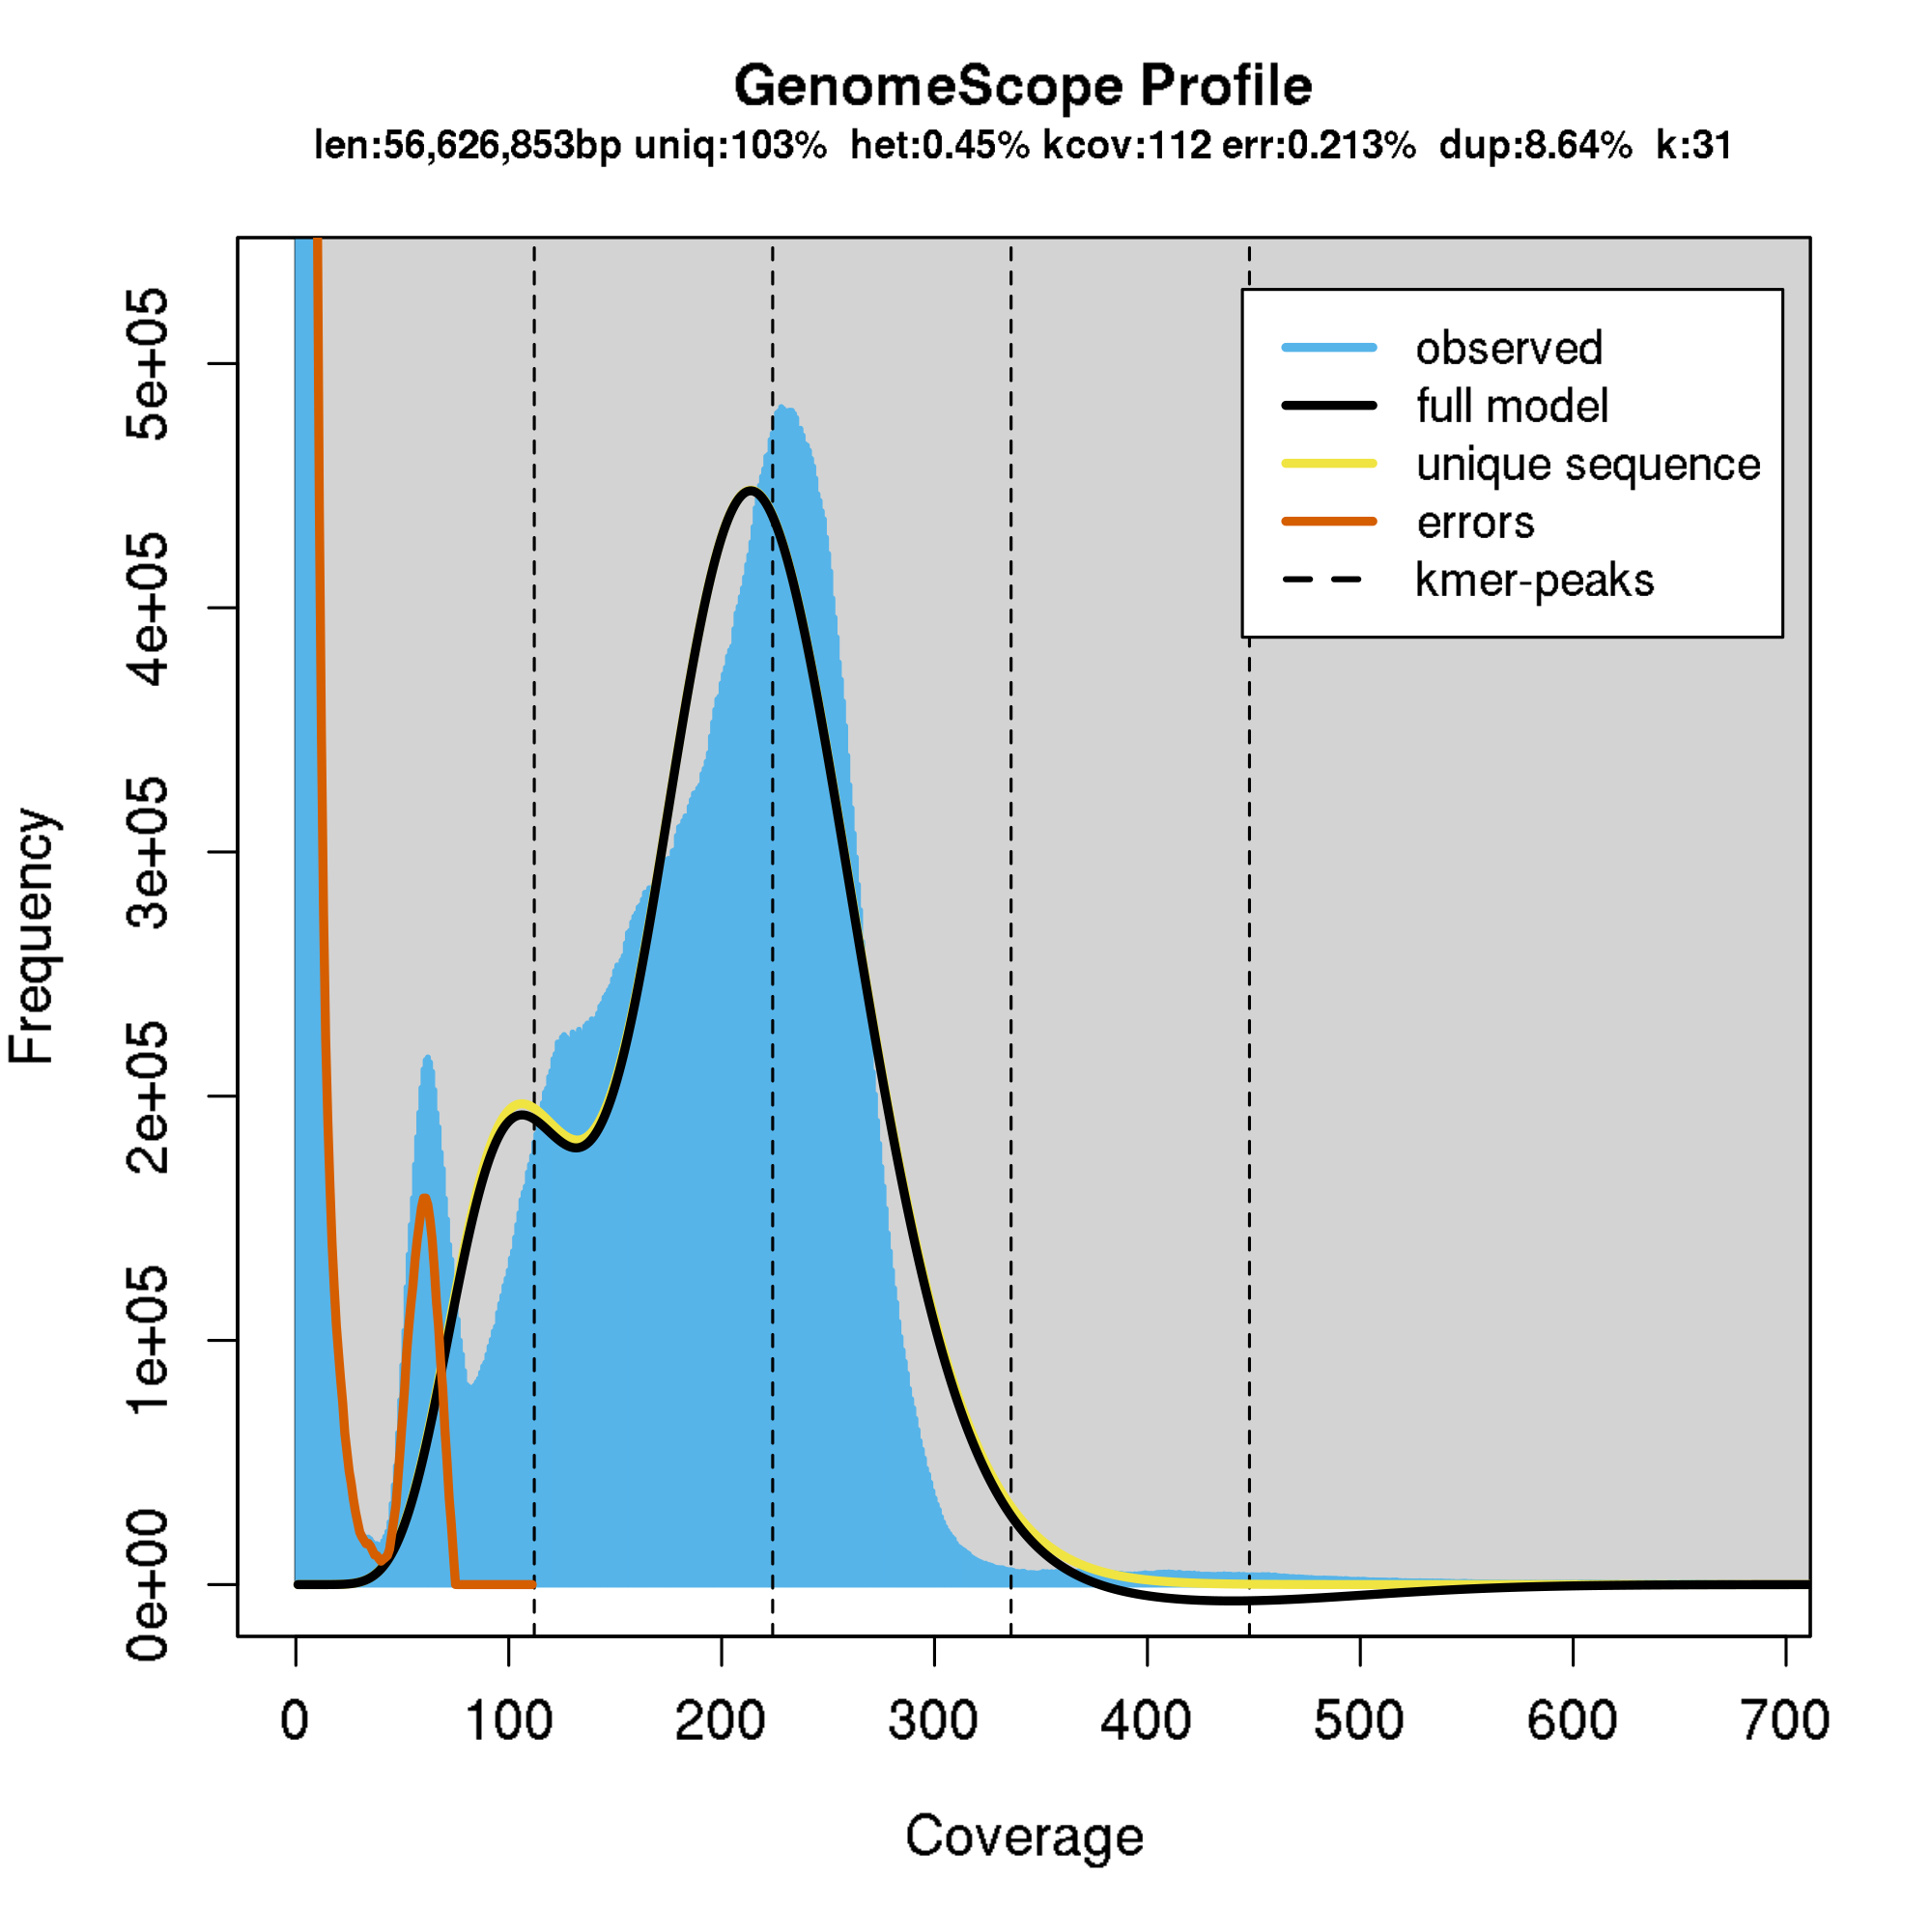 GenomeScope Profile
len:56,626,853bp uniq:103% het:0.45% kcov:112 err:0.213% dup:8.64% k:31
observed
full model
unique sequence
errors
kmer-peaks
Frequency
5e+05
4e+05
3e+05
2e+05
1e+05
0e+00
0 100 200 300 400 500 600 700
Coverage